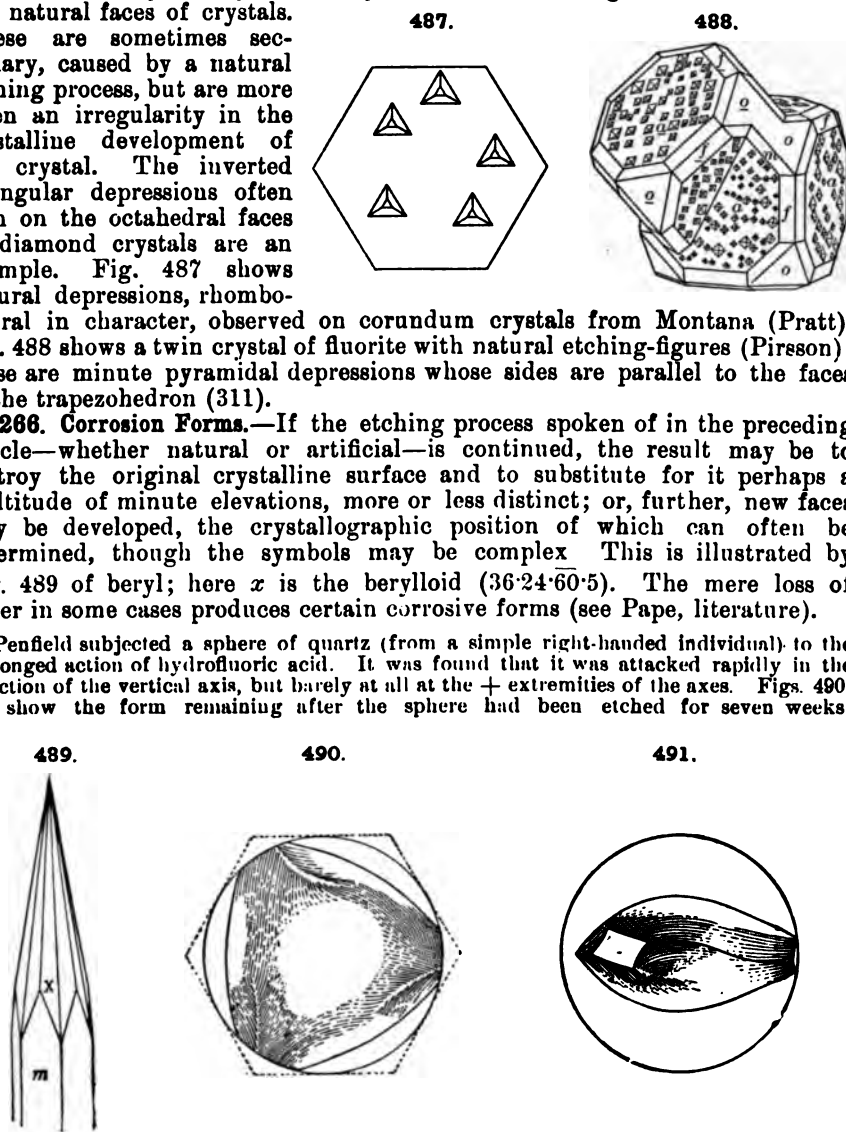 natural faces of crystals.
ese are sometimes sec-
dary, caused by a natural
hing process, but are more
en an irregularity in the
stalline development of
crystal. The inverted
ngular depressions often
n on the octahedral faces
diamond crystals are an
mple. Fig. 487 shows
ural depressions, rhombo-
487.
488.
f
o
o
f
m
o
a
a
f
o
ral in character, observed on corundum crystals from Montana (Pratt)
. 488 shows a twin crystal of fluorite with natural etching-figures (Pirsson)
se are minute pyramidal depressions whose sides are parallel to the faces
he trapezohedron (311).
266. Corrosion Forms.—If the etching process spoken of in the preceding
cle—whether natural or artificial—is continued, the result may be to
troy the original crystalline surface and to substitute for it perhaps a
ltitude of minute elevations, more or less distinct; or, further, new faces
y be developed, the crystallographic position of which can often be
ermined, though the symbols may be complex This is illustrated by
. 489 of beryl; here x is the berylloid (36·24·6̅0̅·5). The mere loss of
er in some cases produces certain corrosive forms (see Pape, literature).
Penfield subjected a sphere of quartz (from a simple right-handed individual) to the
onged action of hydrofluoric acid. It was found that it was attacked rapidly in the
ction of the vertical axis, but barely at all at the + extremities of the axes. Figs. 490
show the form remaining after the sphere had been etched for seven weeks
489.
490.
491.
x
m